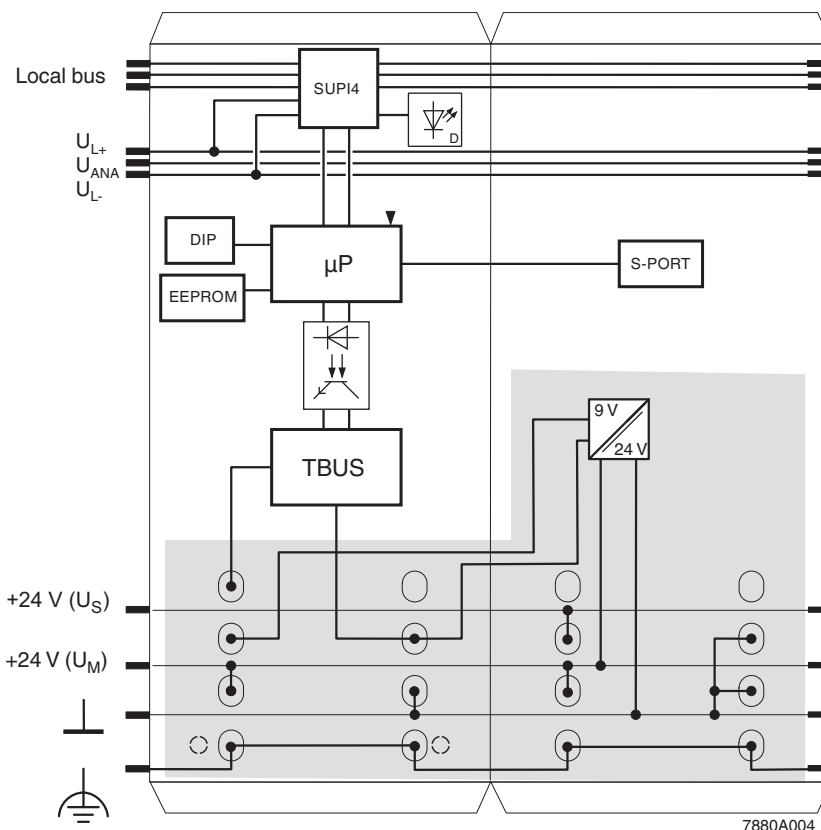 Local bus
SUPI4
D
U_L+
U_ANA
U_L-
DIP
µP
S-PORT
EEPROM
9 V
24 V
TBUS
+24 V (U_S)
+24 V (U_M)
7880A004